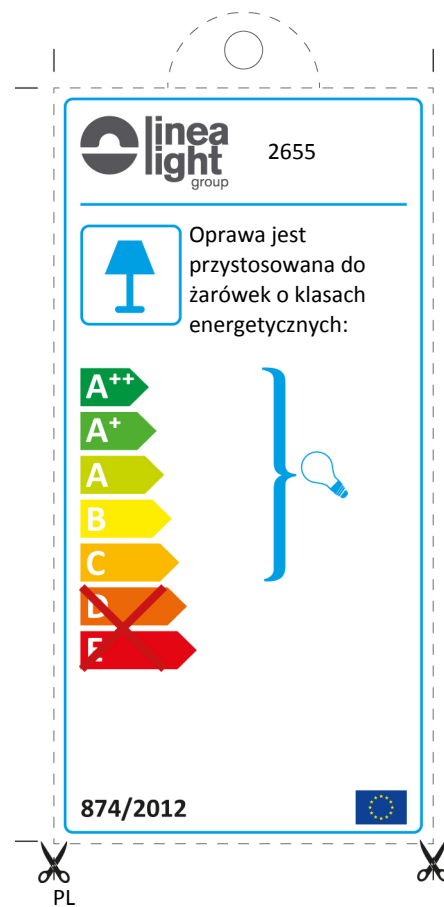 linea
light
group
2655
Oprawa jest
przystosowana do
żarówek o klasach
energetycznych:
A++
A+
A
B
C
D
E
874/2012
PL